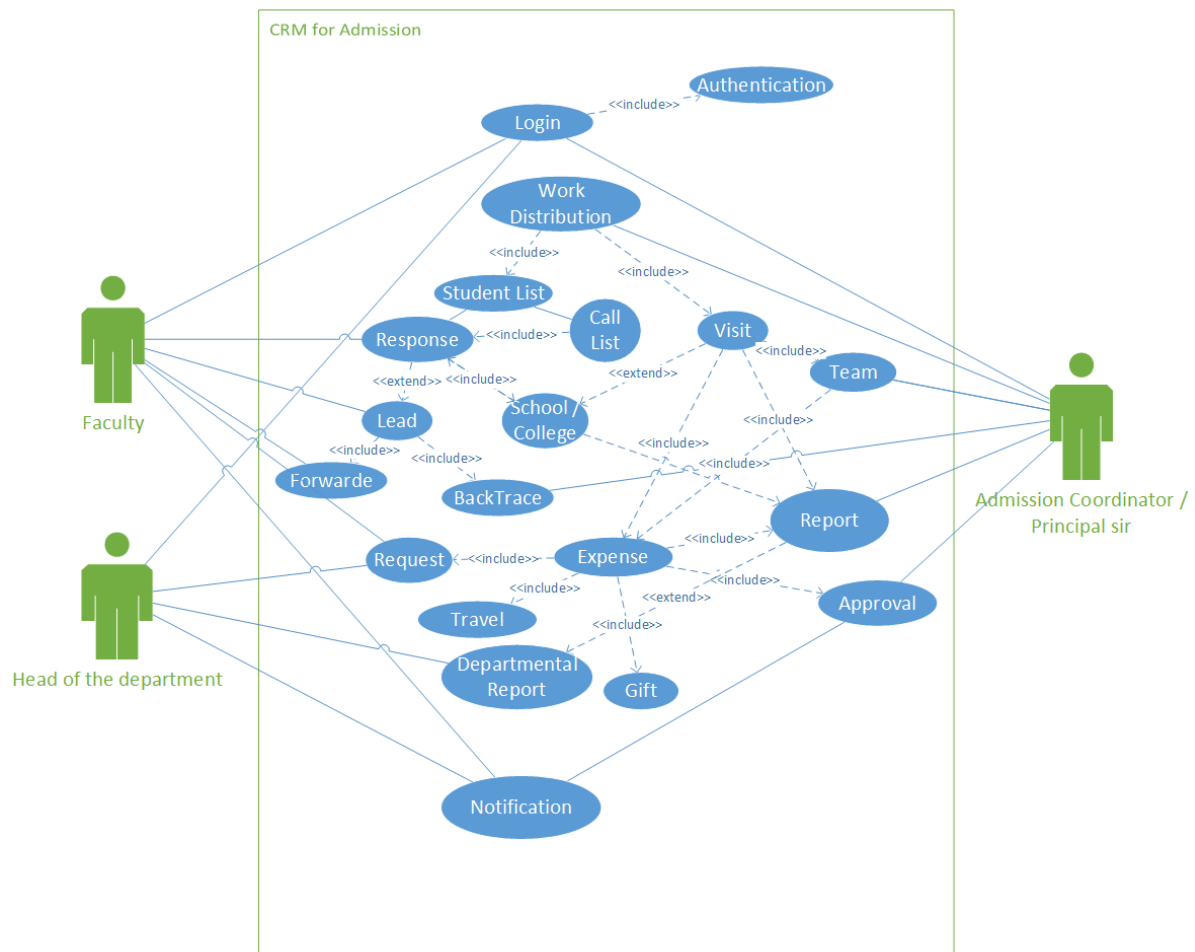 CRM for Admission
Authentication
<<include>>
Login
Work
Distribution
<<include>>
<<include>>
Student List
Call
List
<<include>>
Response
Visit
<<include>>
Team
<<extend>>
<<include>>
<<extend>>
School /
College
Lead
<<include>>
Faculty
<<include>>
<<include>>
<<include>>
<<include>>
Forwarde
BackTrace
Report
Admission Coordinator /
Principal sir
<<include>>
Request
<<include>>
Expense
<<include>>
<<include>>
<<extend>>
Approval
Travel
<<include>>
Departmental
Report
Gift
Head of the department
Notification